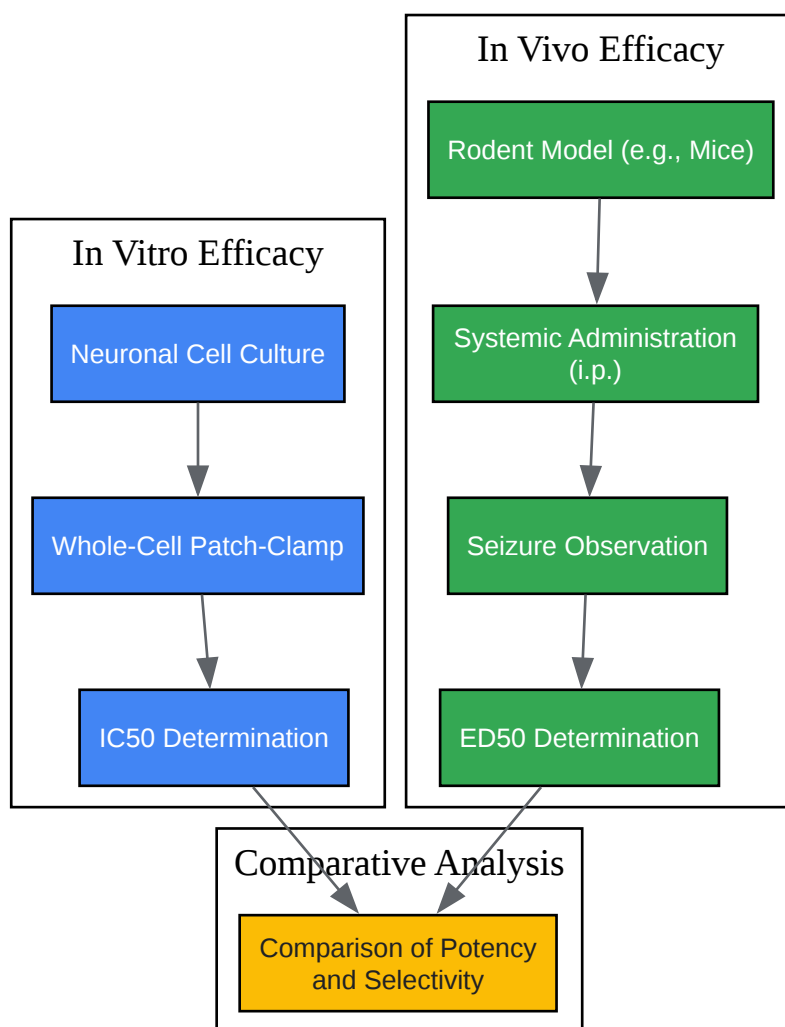 In Vitro Efficacy
Neuronal Cell Culture
Whole-Cell Patch-Clamp
IC50 Determination
In Vivo Efficacy
Rodent Model (e.g., Mice)
Systemic Administration
(i.p.)
Seizure Observation
ED50 Determination
Comparative Analysis
Comparison of Potency
and Selectivity